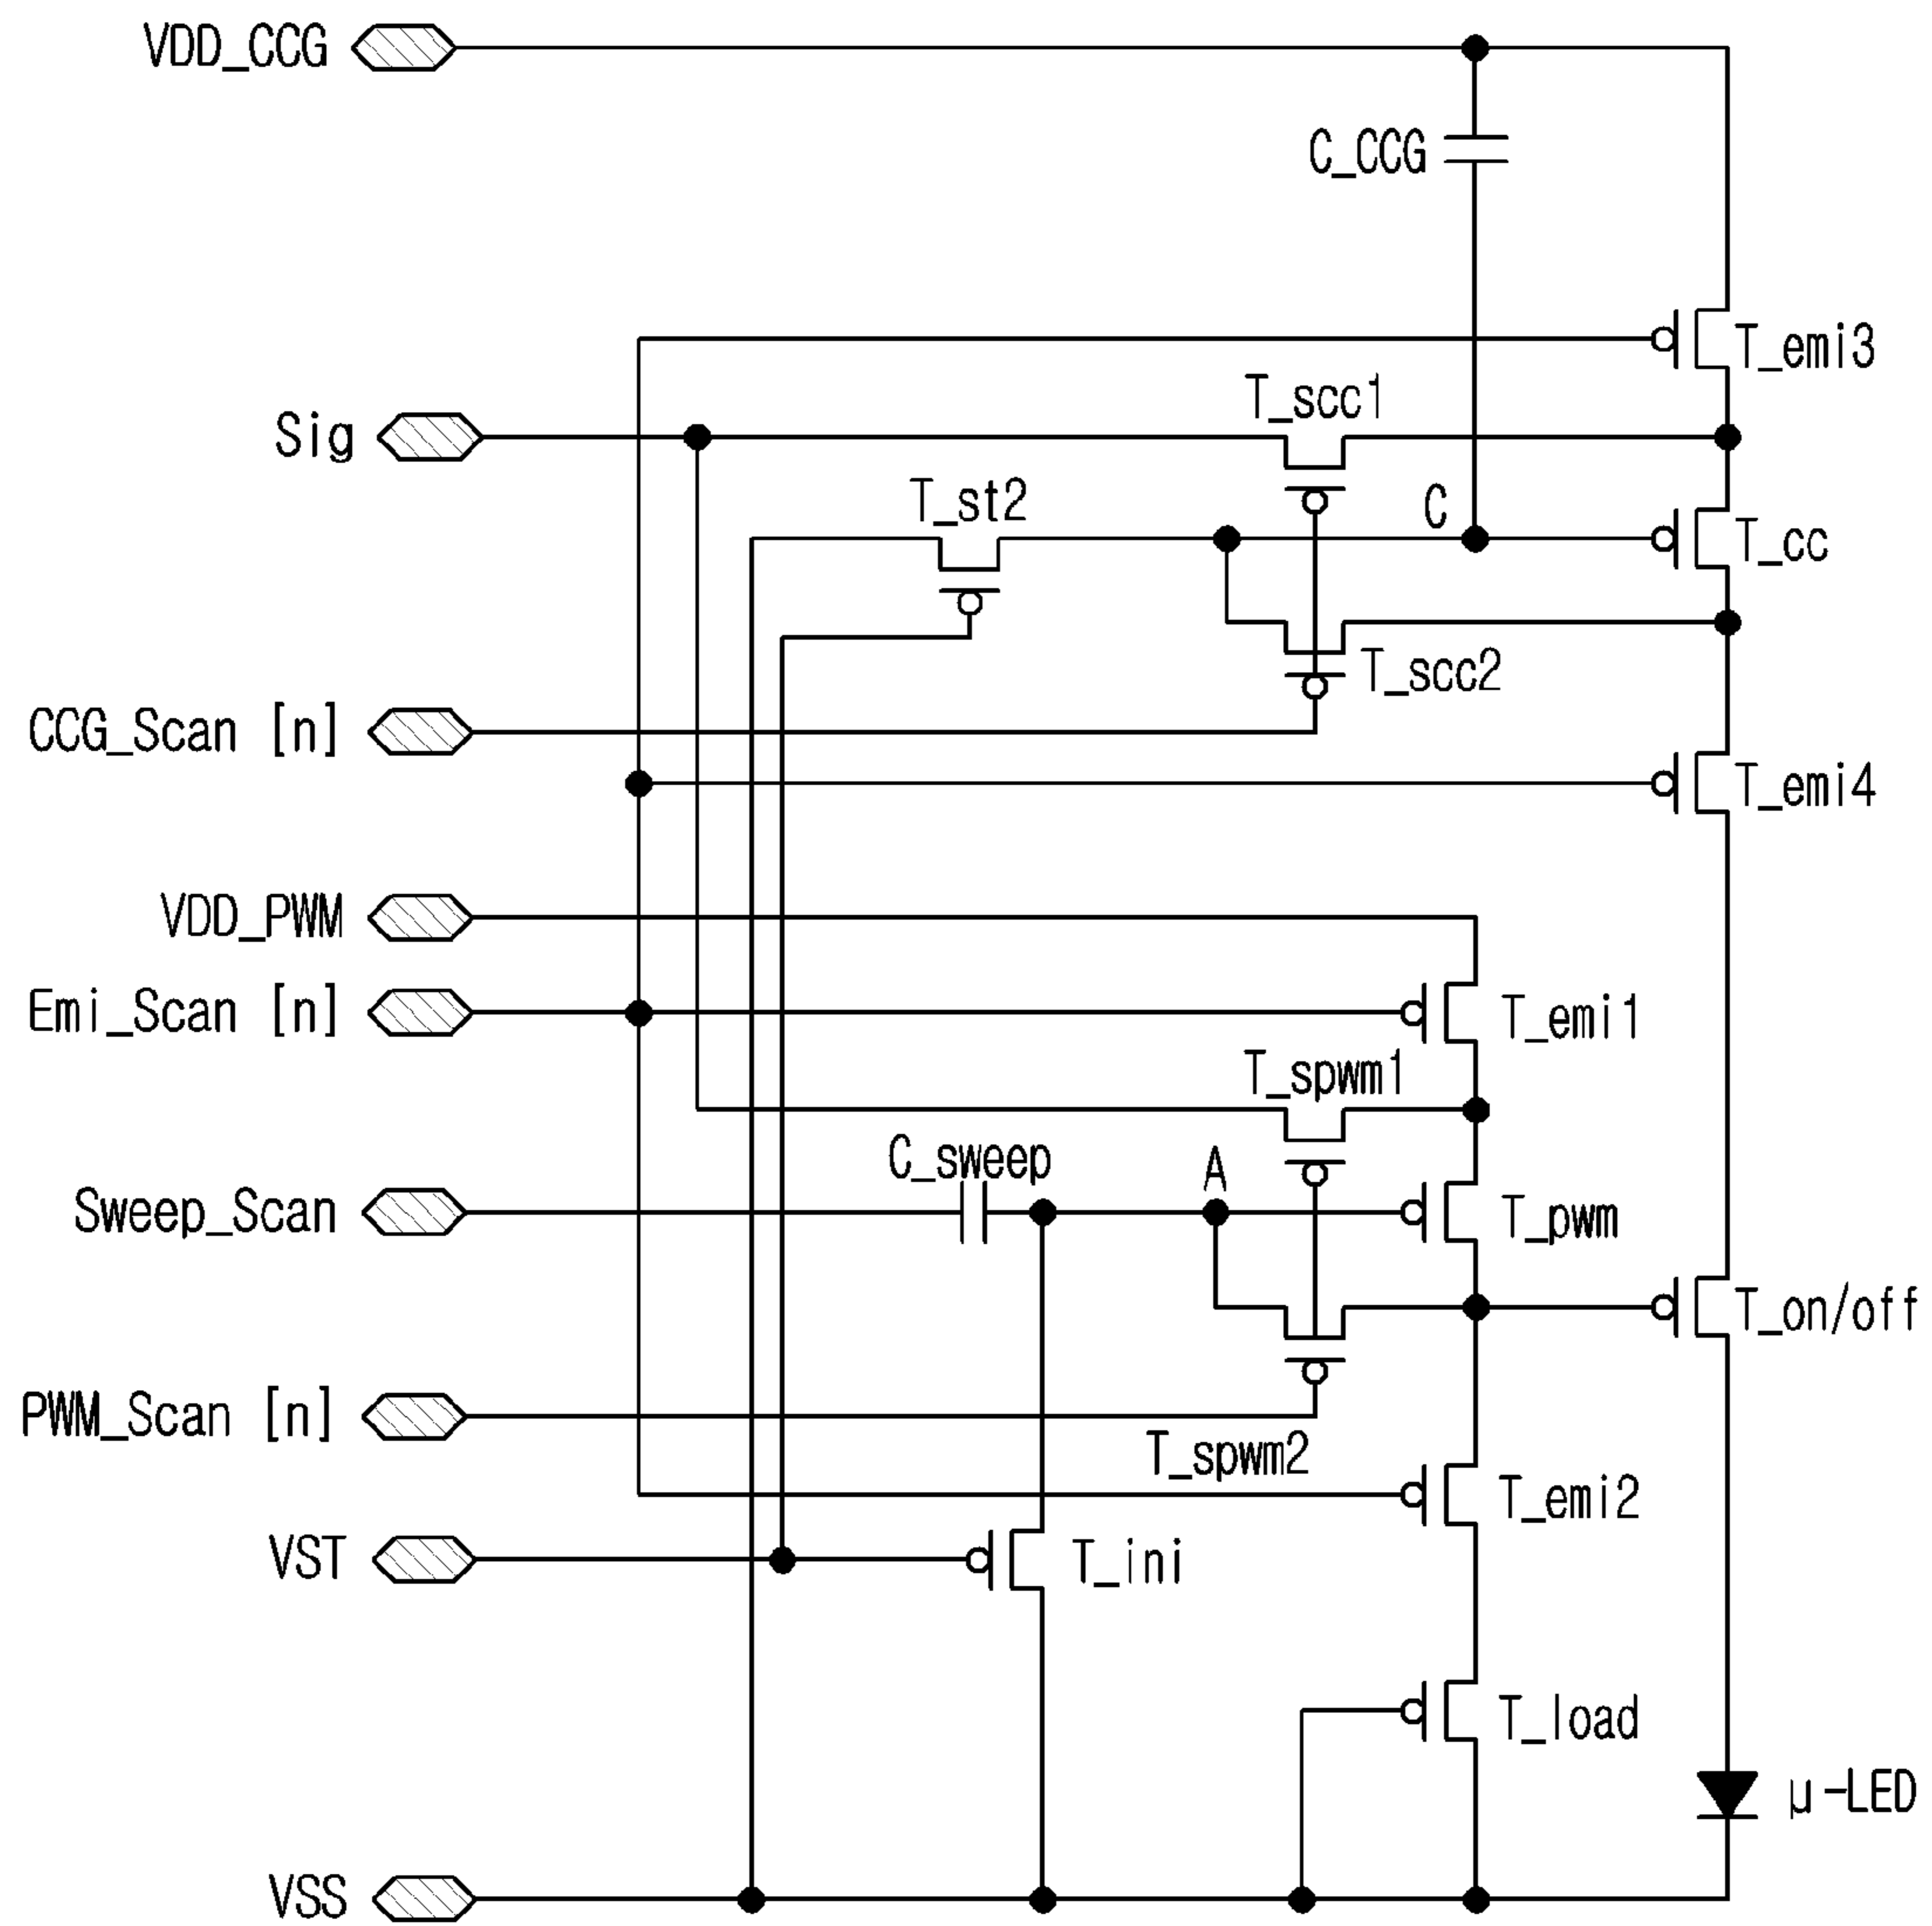 VDD_CCG
C_CCG
T_emi3
T_scc1
Sig
T_st2
C
T_cc
T_scc2
CCG_Scan [n]
T_emi4
VDD_PWM
Emi_Scan [n]
T_emi1
T_spwm1
C_sweep
A
Sweep_Scan
T_pwm
T_on/off
PWM_Scan [n]
T_spwm2
T_emi2
VST
T_ini
T_load
μ-LED
VSS